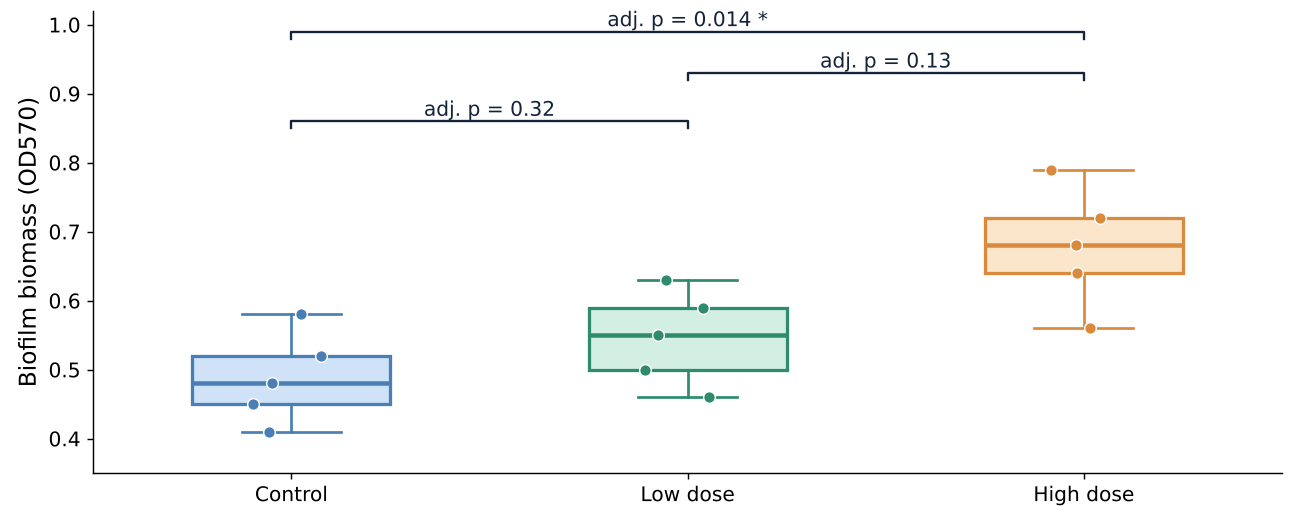 adj. p = 0.014 *
adj. p = 0.13
adj. p = 0.32
Biofilm biomass (OD570)
1.0
0.9
0.8
0.7
0.6
0.5
0.4
Control
Low dose
High dose